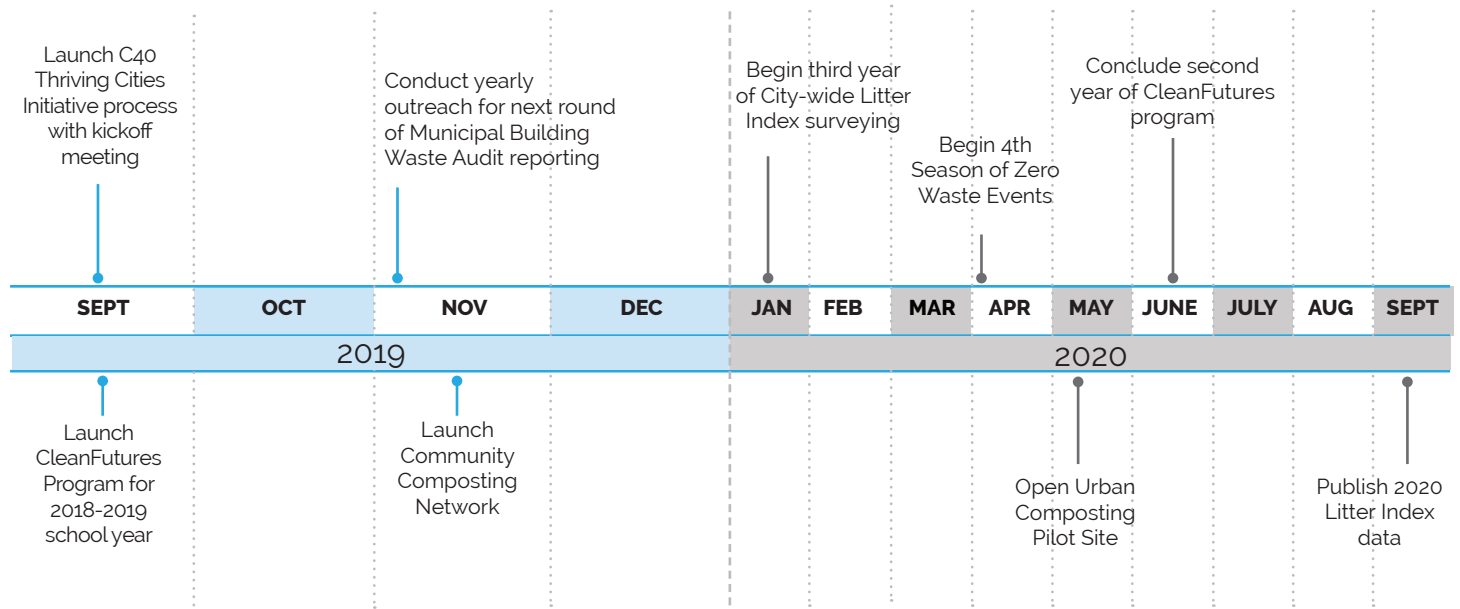 Launch C40
Thriving Cities
Initiative process
with kickoff
meeting
Conduct yearly
outreach for next round
of Municipal Building
Waste Audit reporting
Begin third year
of City-wide Litter
Index surveying
Begin 4th
Season of Zero
Waste Events
Conclude second
year of CleanFutures
program
SEPT OCT NOV DEC JAN FEB MAR APR MAY JUNE JULY AUG SEPT
2019 2020
Launch
CleanFutures
Program for
2018-2019
school year
Launch
Community
Composting
Network
Open Urban
Composting
Pilot Site
Publish 2020
Litter Index
data